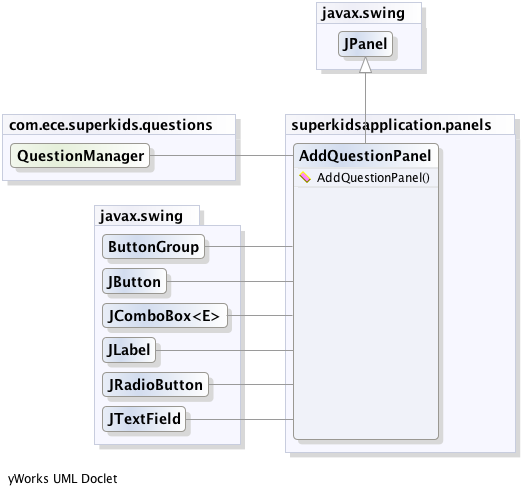 javax.swing
JPanel
com.ece.superkids.questions
QuestionManager
superkidsapplication.panels
AddQuestionPanel
AddQuestionPanel()
javax.swing
ButtonGroup
JButton
JComboBox<E>
JLabel
JRadioButton
JTextField
yWorks UML Doclet